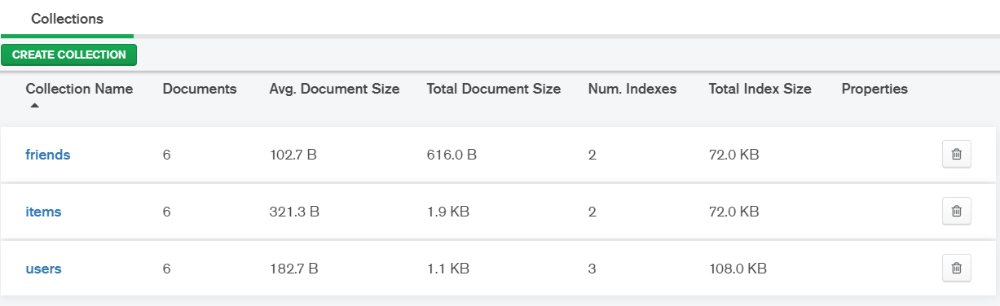 Collections
CREATE COLLECTION
Collection Name Documents Avg. Document Size Total Document Size Num. Indexes Total Index Size Properties
friends 6 102.7 B 616.0 B 2 72.0 KB
items 6 321.3 B 1.9 KB 2 72.0 KB
users 6 182.7 B 1.1 KB 3 108.0 KB